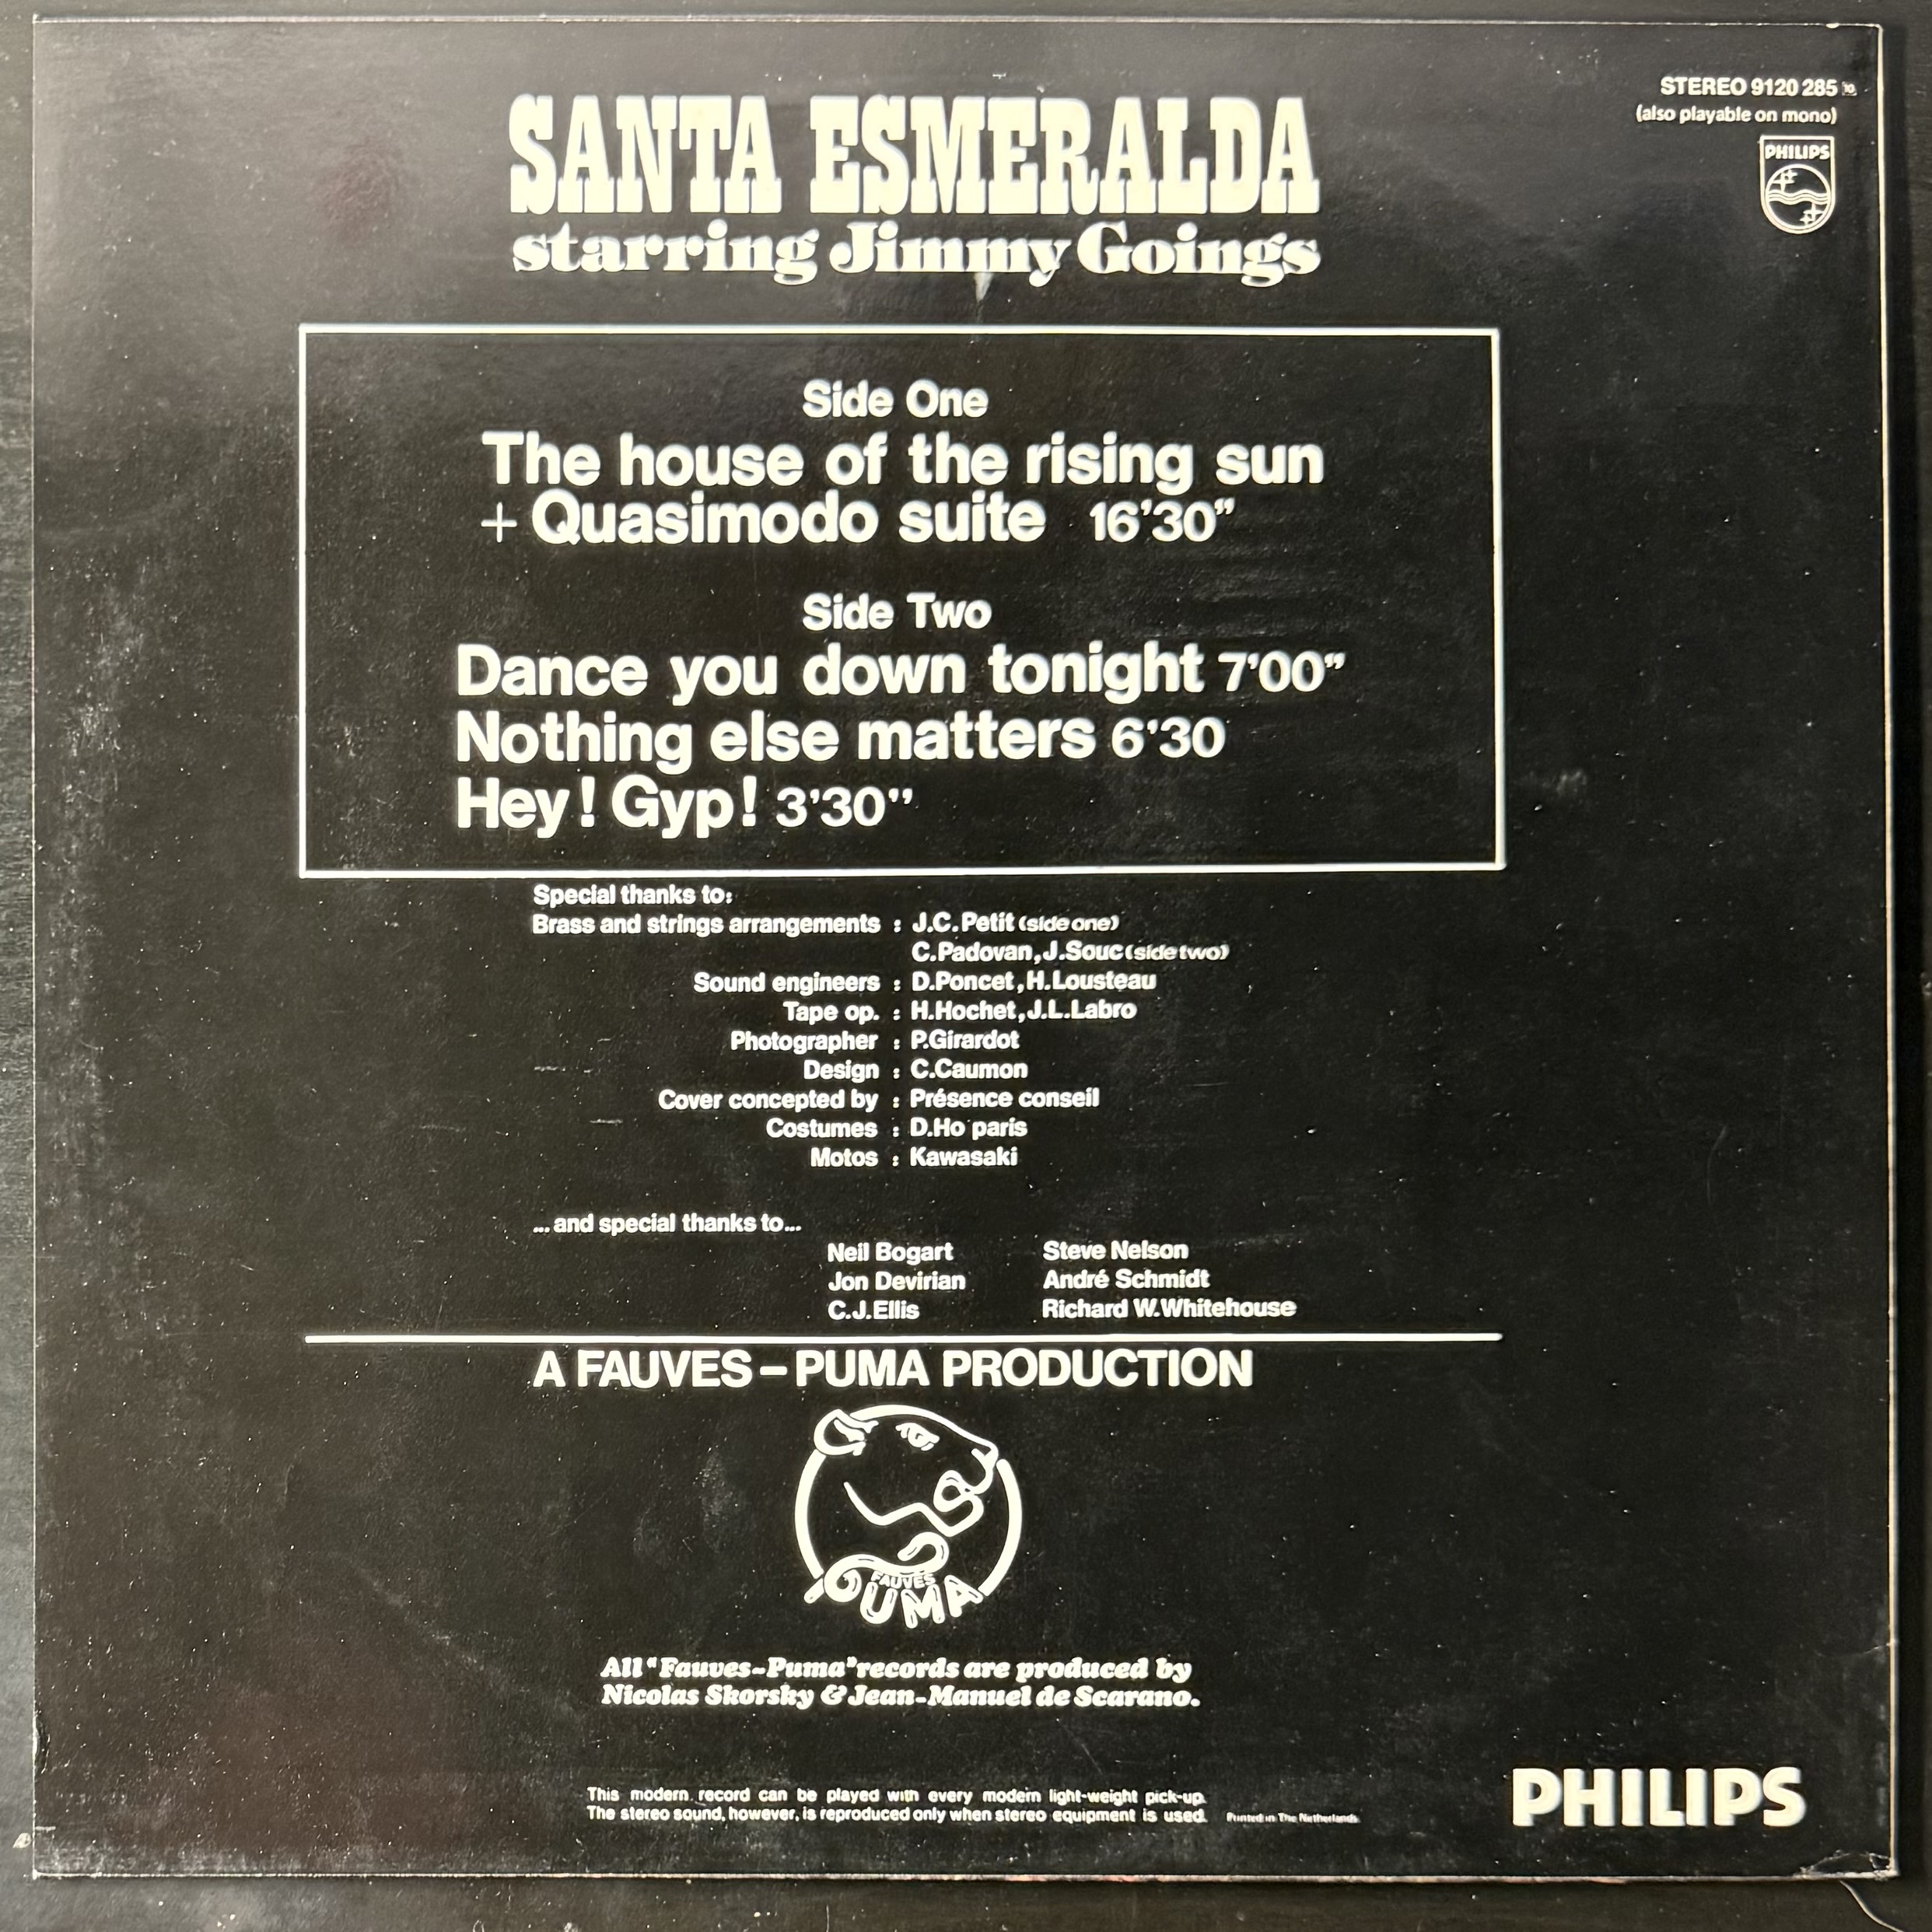 STEREO 9120 285
(also playable on mono)
PHILIPS
SANTA ESMERALDA
starring Jimmy Goings
Side One
The house of the rising sun
+ Quasimodo suite 16'30"
Side Two
Dance you down tonight 7'00"
Nothing else matters 6'30
Hey! Gyp! 3'30"
Special thanks to:
Brass and strings arrangements : J.C.Petit (side one)
C.Padovan, J.Souc (side two)
Sound engineers : D.Poncet, H.Lousteau
Tape op. : H.Hochet, J.L.Labro
Photographer : P.Girardot
Design : C.Caumon
Cover concepted by : Présence conseil
Costumes : D.Ho paris
Motos : Kawasaki
... and special thanks to...
Neil Bogart Steve Nelson
Jon Devirian André Schmidt
C.J.Ellis Richard W.Whitehouse
A FAUVES – PUMA PRODUCTION
FAUVES
PUMA
All "Fauves-Puma" records are produced by
Nicolas Skorsky & Jean-Manuel de Scarano.
This modern record can be played with every modern light-weight pick-up.
The stereo sound, however, is reproduced only when stereo equipment is used. Printed in The Netherlands
PHILIPS